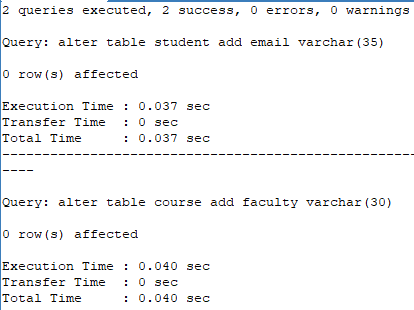 2 queries executed, 2 success, 0 errors, 0 warnings
Query: alter table student add email varchar(35)
0 row(s) affected
Execution Time : 0.037 sec
Transfer Time  : 0 sec
Total Time     : 0.037 sec
---------------------------------------------------
----
Query: alter table course add faculty varchar(30)
0 row(s) affected
Execution Time : 0.040 sec
Transfer Time  : 0 sec
Total Time     : 0.040 sec